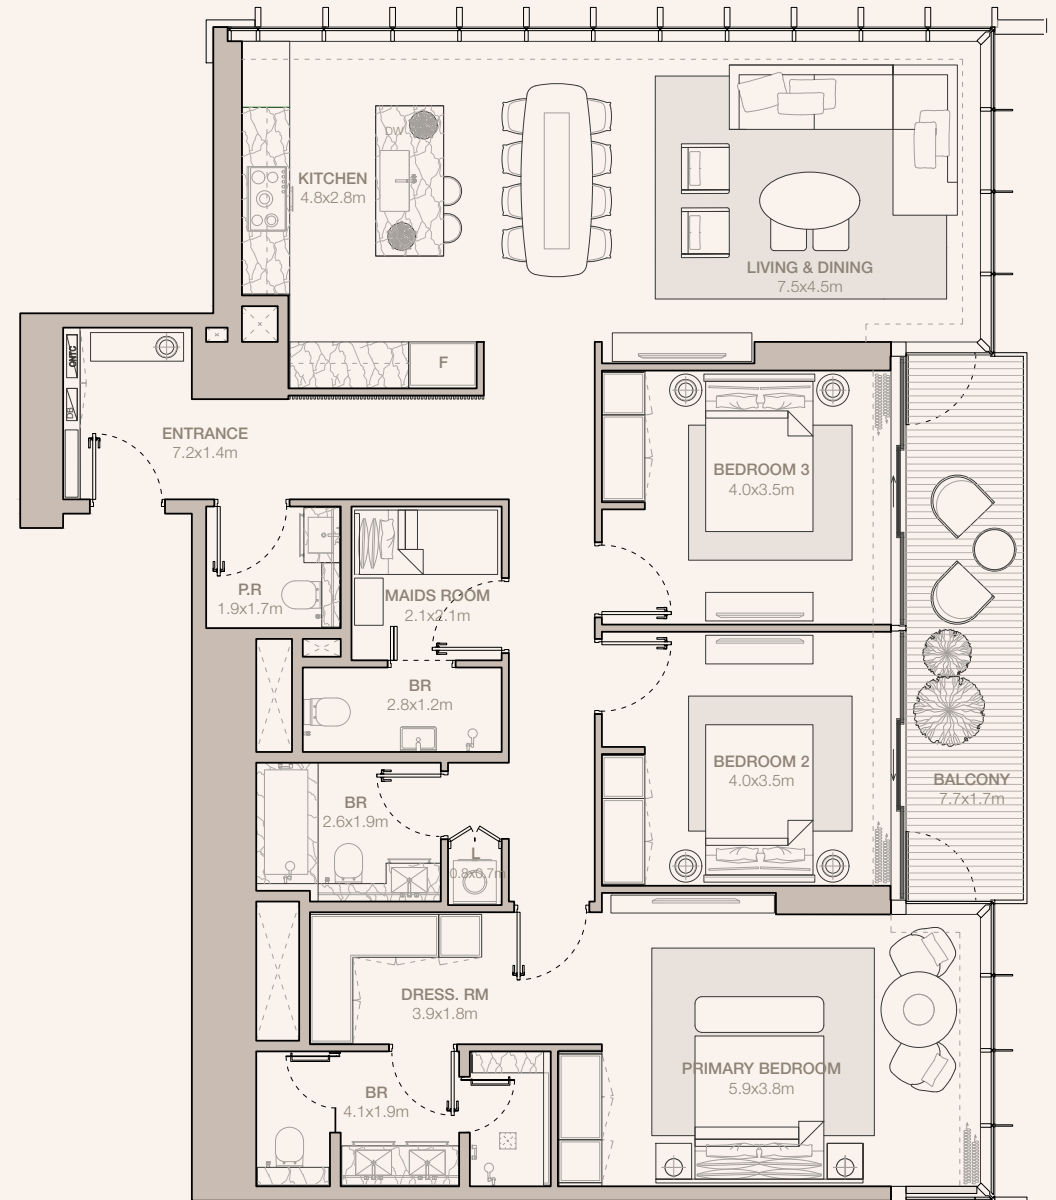 DW
KITCHEN
4.8x2.8m
LIVING & DINING
7.5x4.5m
ONTC
F
DB
ENTRANCE
7.2x1.4m
BEDROOM 3
4.0x3.5m
P.R
1.9x1.7m
MAIDS ROOM
2.1x2.1m
BR
2.8x1.2m
BEDROOM 2
4.0x3.5m
BALCONY
7.7x1.7m
BR
2.6x1.9m
L
0.8x0.7m
DRESS. RM
3.9x1.8m
PRIMARY BEDROOM
5.9x3.8m
BR
4.1x1.9m